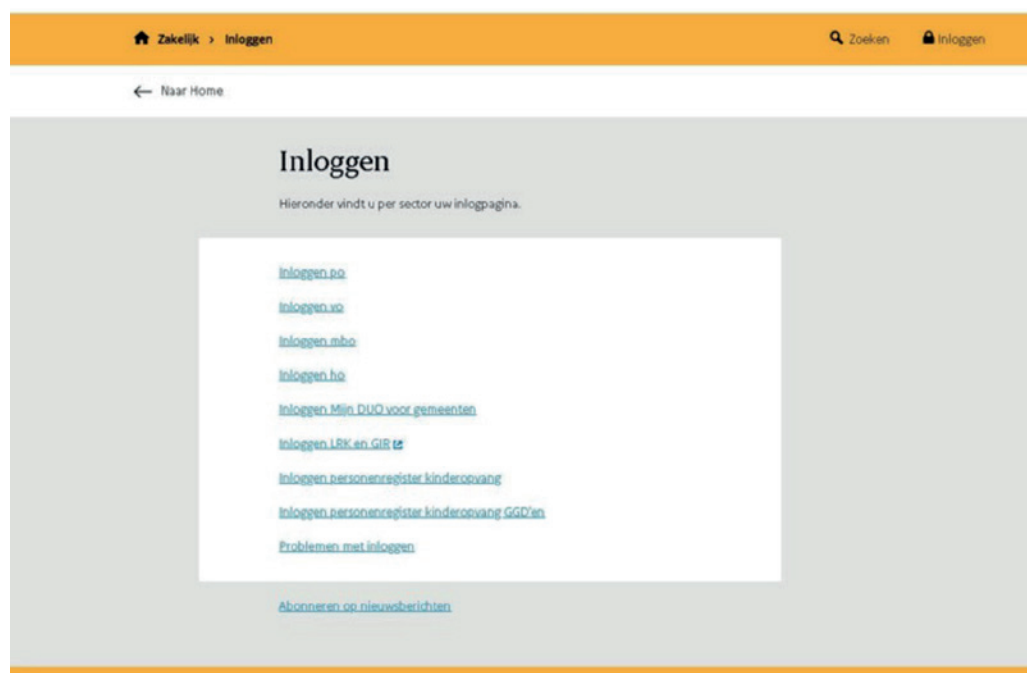 Zakelijk > Inloggen
Zoeken Inloggen
← Naar Home
Inloggen
Hieronder vindt u per sector uw inlogpagina.
Inloggen po
Inloggen vo
Inloggen mbo
Inloggen ho
Inloggen Mijn DUO voor gemeenten
Inloggen LRK en GIR
Inloggen personenregister kinderopvang
Inloggen personenregister kinderopvang GGD'en
Problemen met inloggen
Abonneren op nieuwsberichten